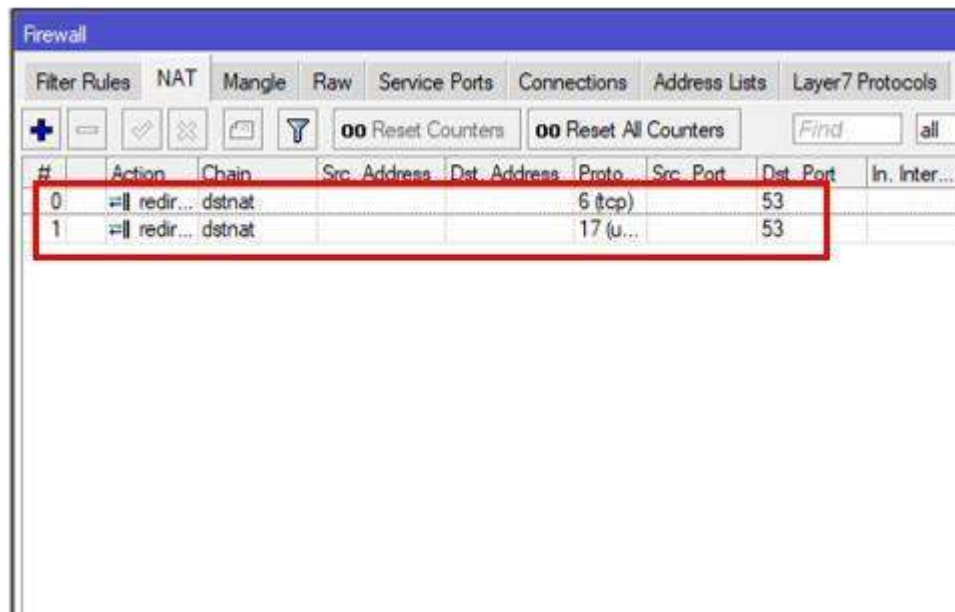 Firewall
Filter Rules NAT Mangle Raw Service Ports Connections Address Lists Layer7 Protocols
00 Reset Counters 00 Reset All Counters Find all
# Action Chain Src. Address Dst. Address Proto... Src. Port Dst. Port In. Inter...
0 redir... dstnat 6 (tcp) 53
1 redir... dstnat 17 (u... 53